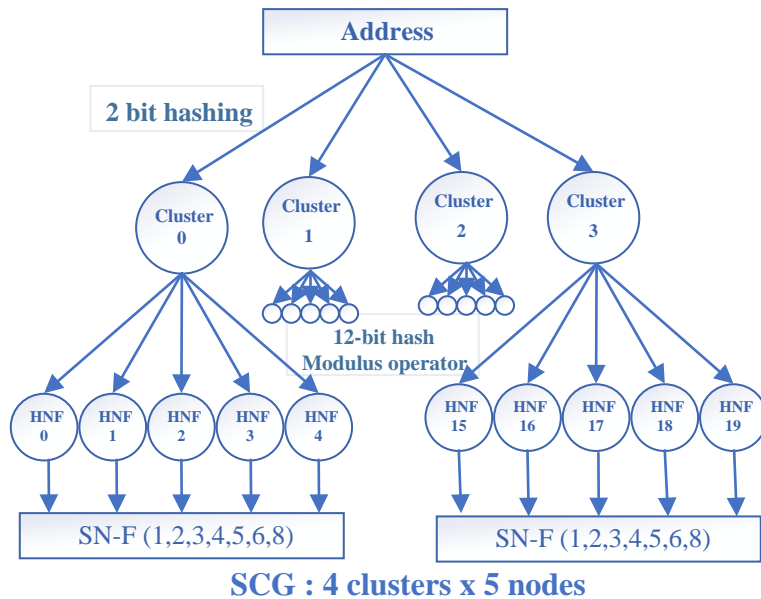 Address
2 bit hashing
Cluster
0
Cluster
1
Cluster
2
Cluster
3
12-bit hash
Modulus operator
HNF
0
HNF
1
HNF
2
HNF
3
HNF
4
HNF
15
HNF
16
HNF
17
HNF
18
HNF
19
SN-F (1,2,3,4,5,6,8)
SN-F (1,2,3,4,5,6,8)
SCG : 4 clusters x 5 nodes